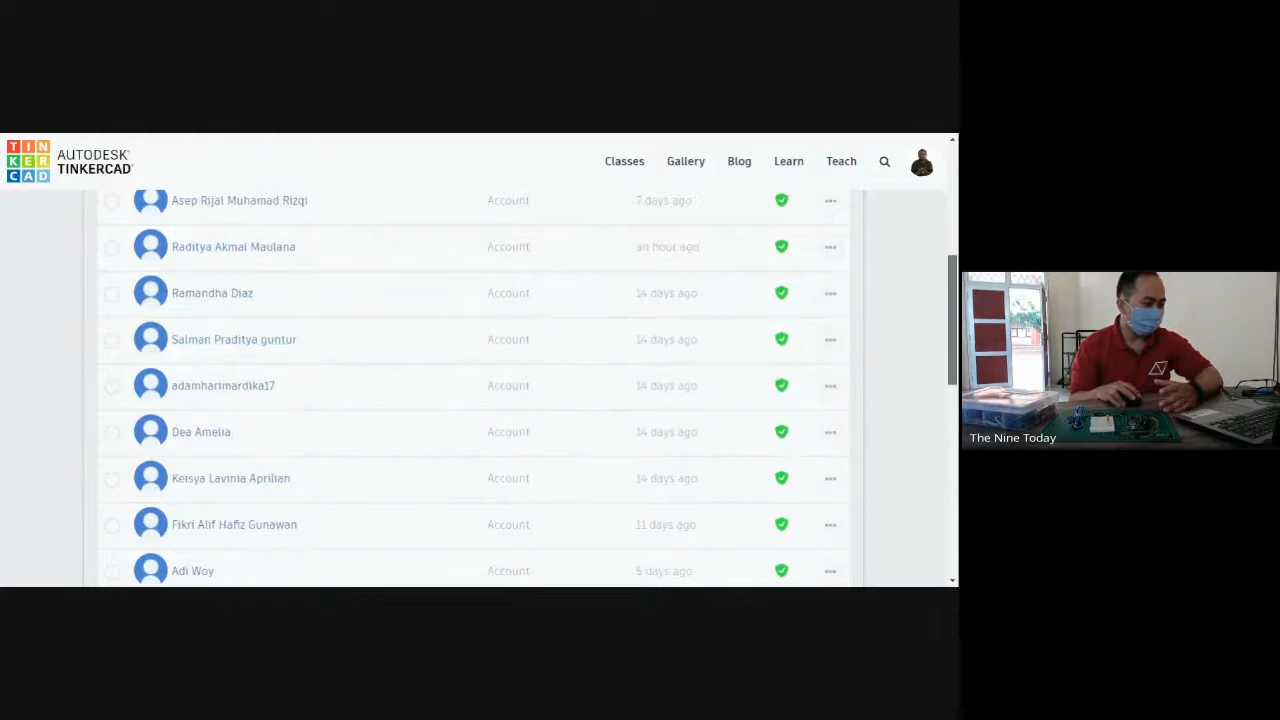 TIN
KER
CAD
AUTODESK®
TINKERCAD®
Classes Gallery Blog Learn Teach
Asep Rijal Muhamad Rizqi Account 7 days ago •••
Raditya Akmal Maulana Account an hour ago •••
Ramandha Diaz Account 14 days ago •••
Salman Praditya guntur Account 14 days ago •••
adamharimardika17 Account 14 days ago •••
Dea Amelia Account 14 days ago •••
Keisya Lavinia Aprilian Account 14 days ago •••
Fikri Alif Hafiz Gunawan Account 11 days ago •••
Adi Woy Account 5 days ago •••
The Nine Today